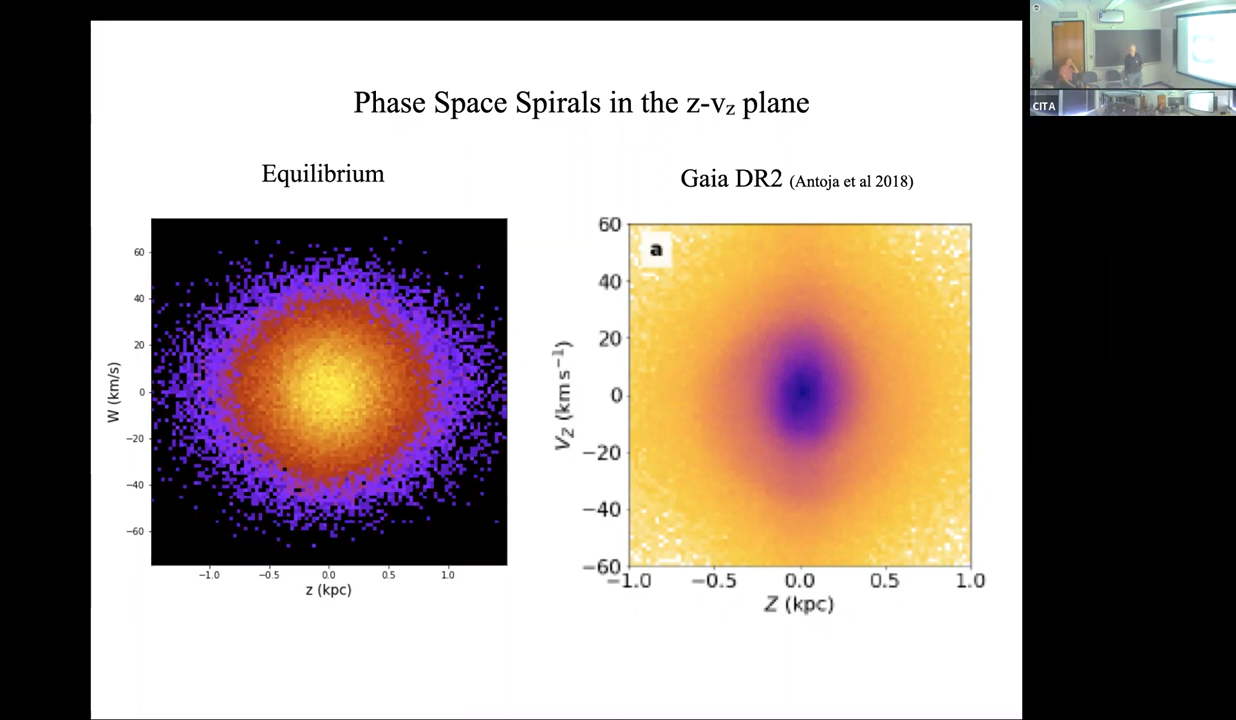 Phase Space Spirals in the z-vz plane
Equilibrium
Gaia DR2 (Antoja et al 2018)
60
40
20
0
−20
−40
−60
W (km/s)
−1.0 −0.5 0.0 0.5 1.0
z (kpc)
a
60
40
20
0
−20
−40
−60
VZ (km s−1)
−1.0 −0.5 0.0 0.5 1.0
Z (kpc)
CITA